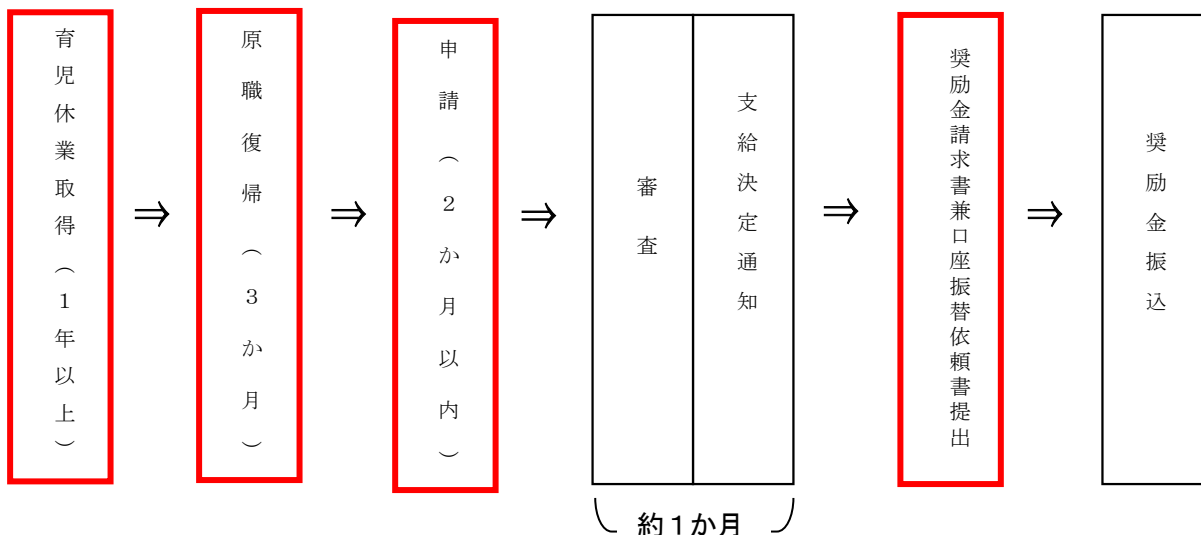 育児休業取得（１年以上）
⇒
原職復帰（３か月）
⇒
申請（２か月以内）
⇒
審査
支給決定通知
⇒
奨励金請求書兼口座振替依頼書提出
⇒
奨励金振込
約１か月